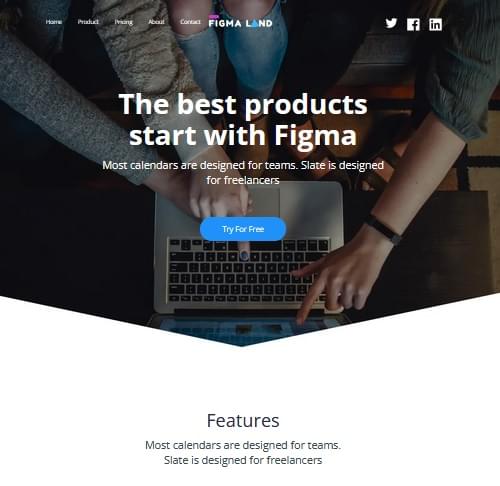 Home Product Pricing About Contact FIGMA LAND
The best products
start with Figma
Most calendars are designed for teams. Slate is designed
for freelancers
Try For Free
Features
Most calendars are designed for teams.
Slate is designed for freelancers